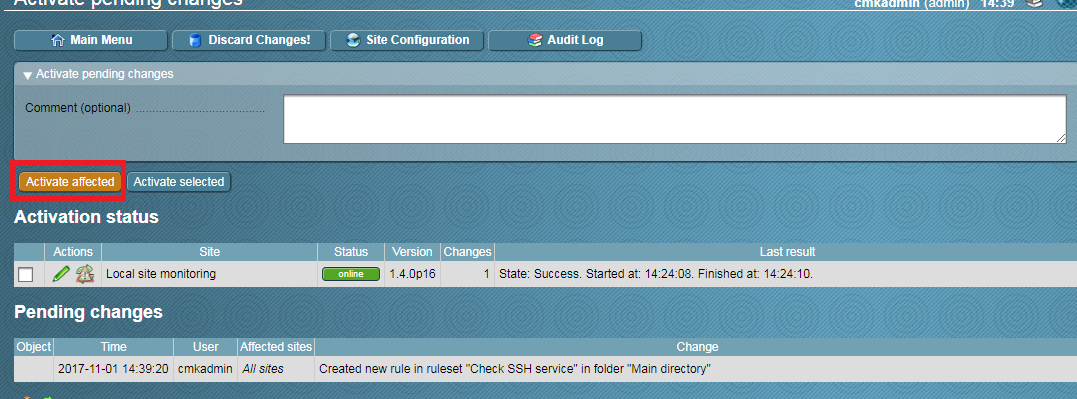 Activate pending changes
cmkadmin (admin) 14:39
Main Menu Discard Changes! Site Configuration Audit Log
Activate pending changes
Comment (optional)
Activate affected Activate selected
Activation status
Actions Site Status Version Changes Last result
Local site monitoring online 1.4.0p16 1 State: Success. Started at: 14:24:08. Finished at: 14:24:10.
Pending changes
Object Time User Affected sites Change
2017-11-01 14:39:20 cmkadmin All sites Created new rule in ruleset "Check SSH service" in folder "Main directory"